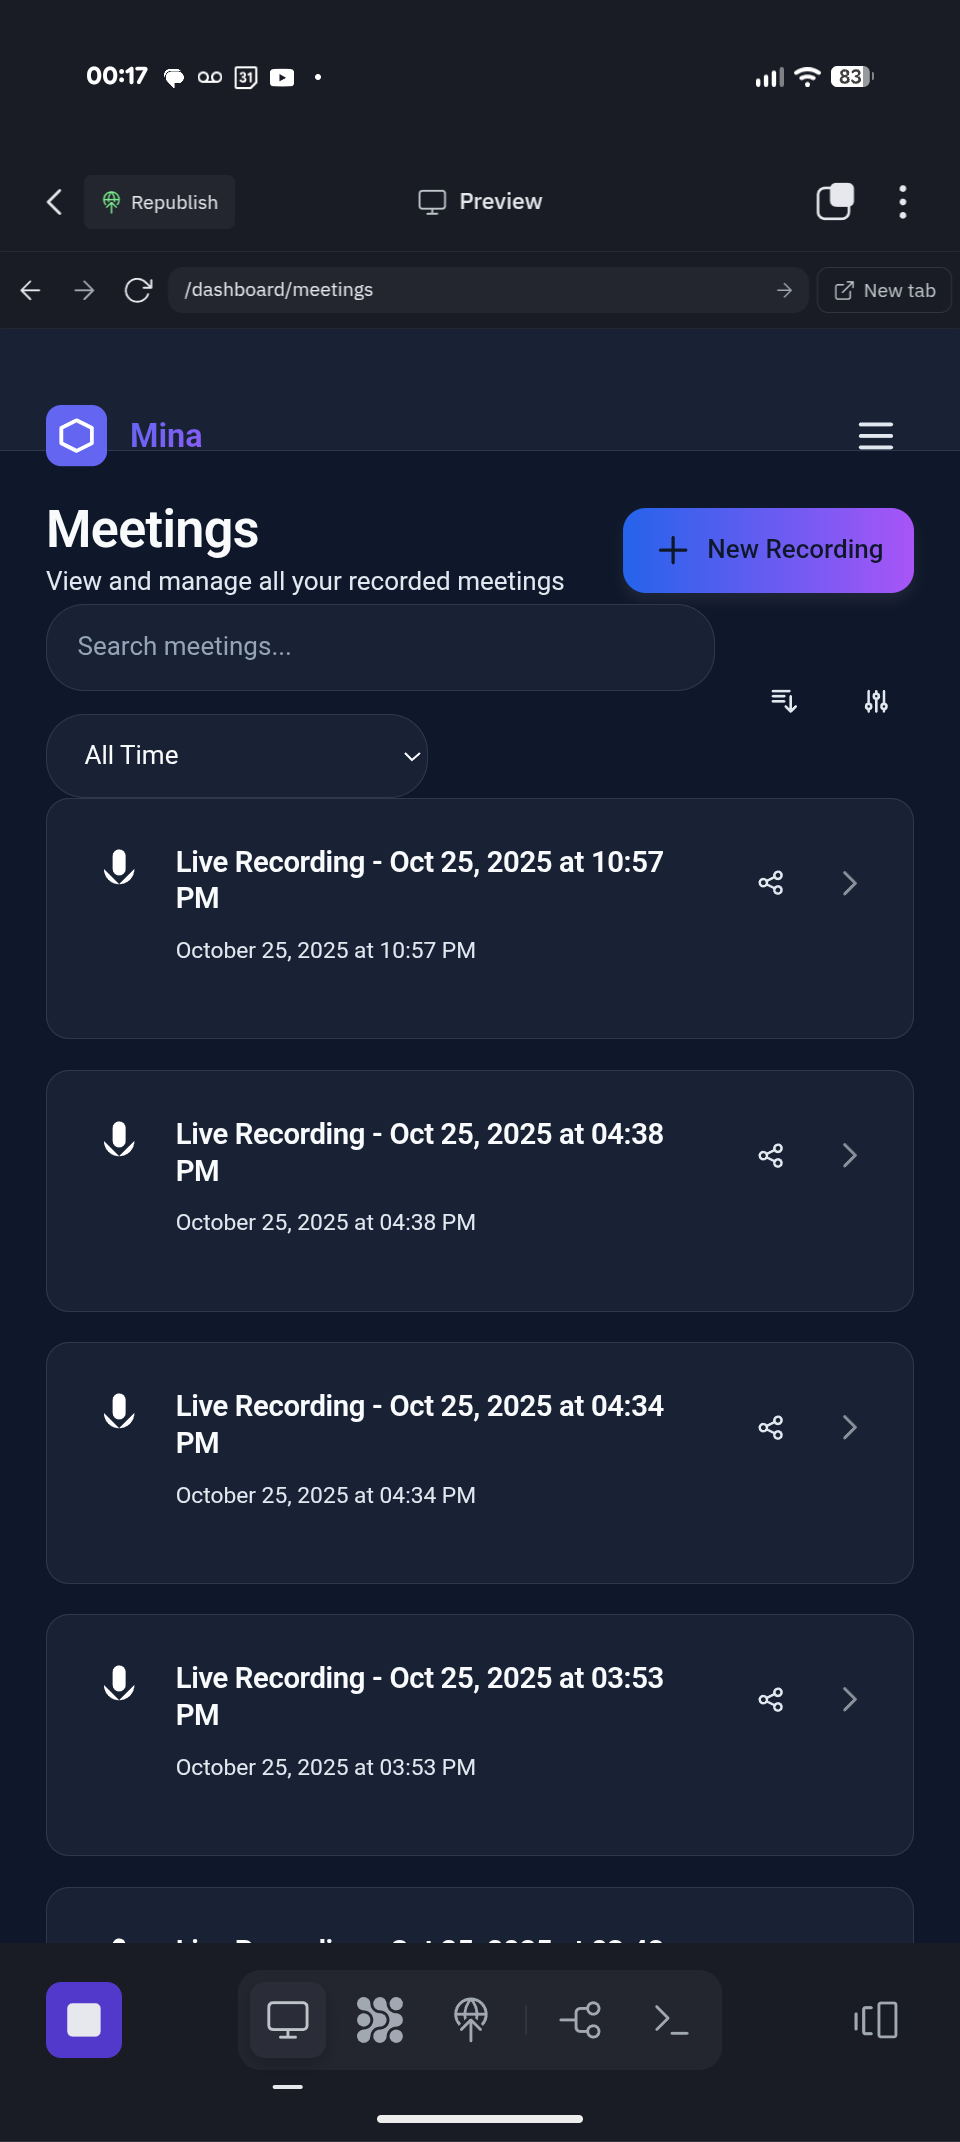 00:17
31
83
Republish
Preview
/dashboard/meetings
New tab
Mina
Meetings
New Recording
View and manage all your recorded meetings
Search meetings...
All Time
Live Recording - Oct 25, 2025 at 10:57
PM
October 25, 2025 at 10:57 PM
Live Recording - Oct 25, 2025 at 04:38
PM
October 25, 2025 at 04:38 PM
Live Recording - Oct 25, 2025 at 04:34
PM
October 25, 2025 at 04:34 PM
Live Recording - Oct 25, 2025 at 03:53
PM
October 25, 2025 at 03:53 PM